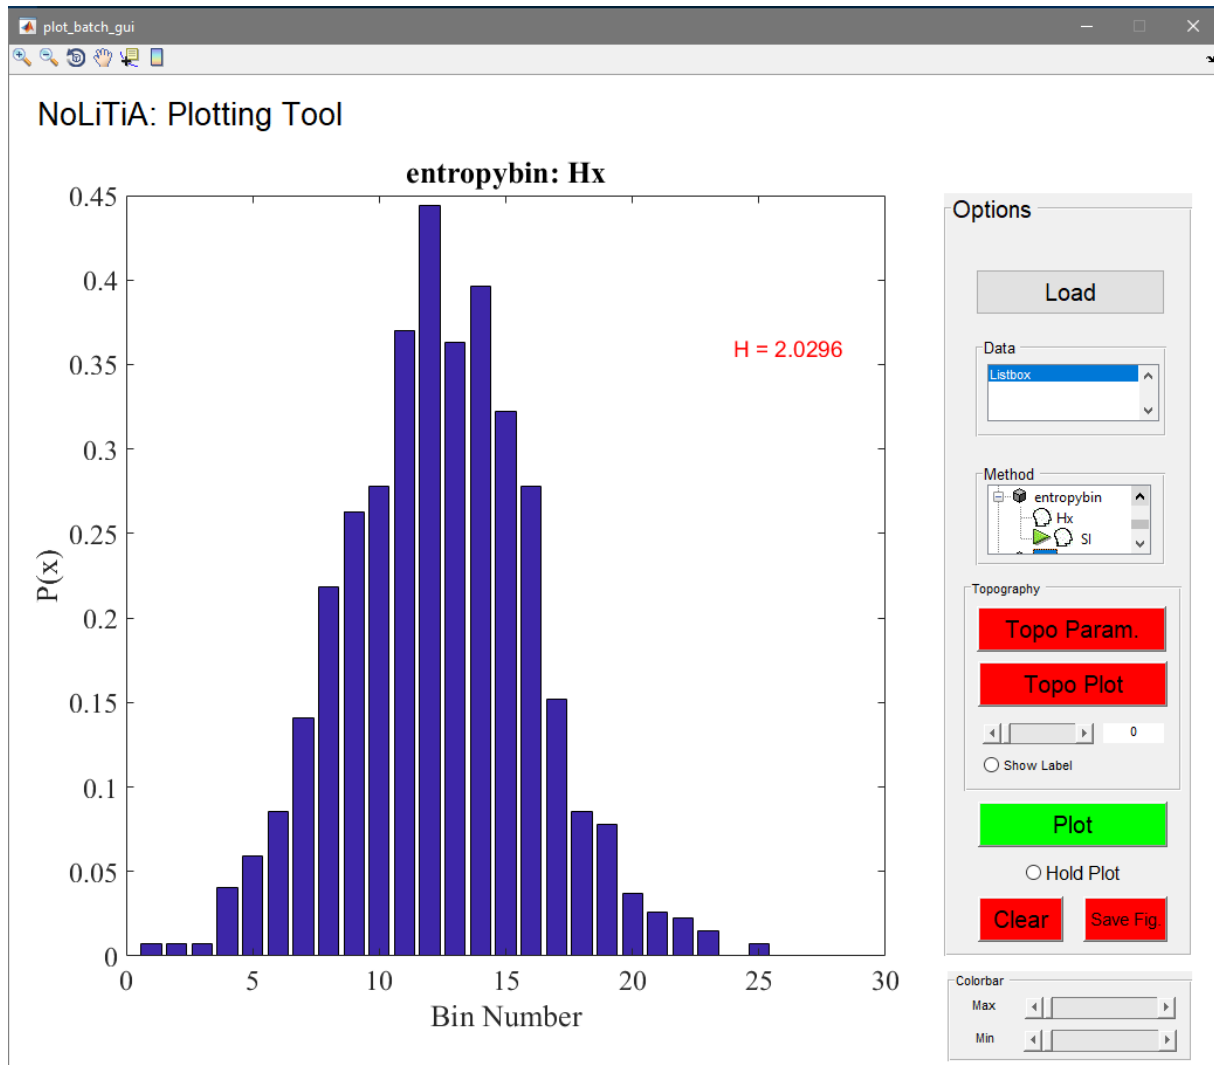 plot_batch_gui
NoLiTiA: Plotting Tool
entropybin: Hx
0.45
0.4
0.35
0.3
0.25
0.2
0.15
0.1
0.05
0
P(x)
H = 2.0296
0 5 10 15 20 25 30
Bin Number
Options
Load
Data
Listbox
Method
entropybin
Hx
SI
Topography
Topo Param.
Topo Plot
0
Show Label
Plot
Hold Plot
Clear
Save Fig.
Colorbar
Max
Min